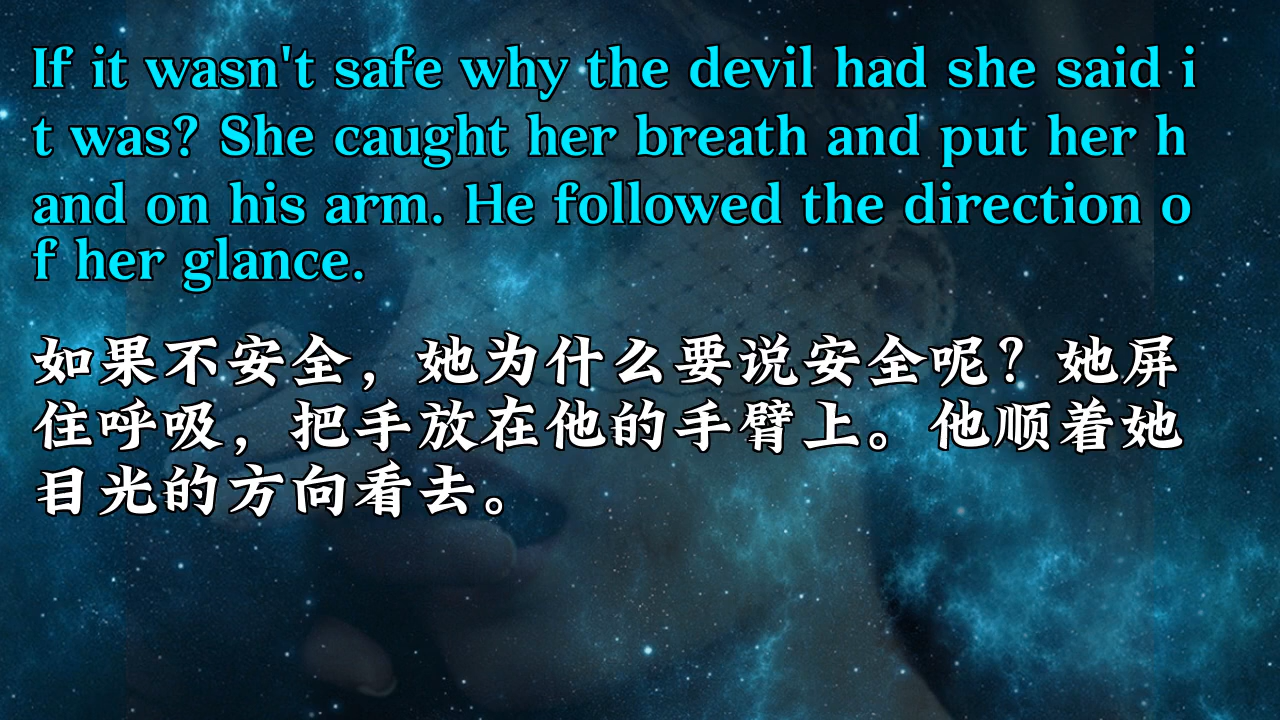 If it wasn't safe why the devil had she said i
t was? She caught her breath and put her h
and on his arm. He followed the direction o
f her glance.
如果不安全，她为什么要说安全呢？她屏
住呼吸，把手放在他的手臂上。他顺着她
目光的方向看去。